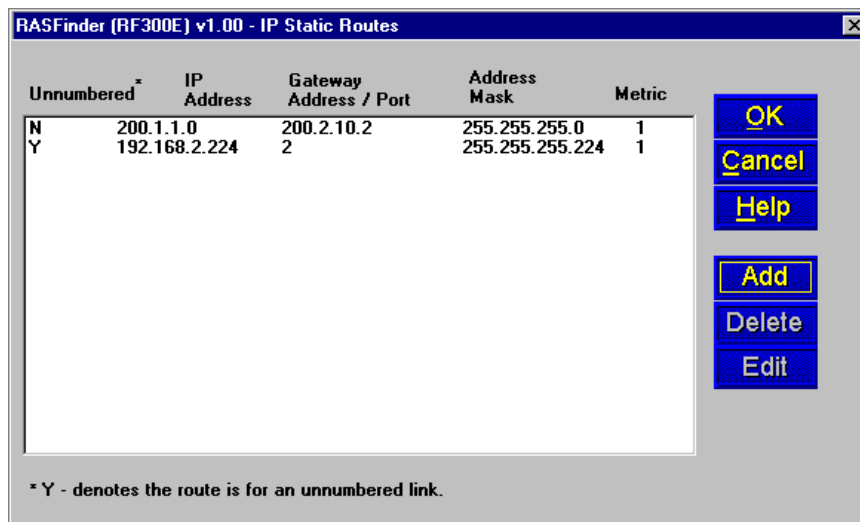 RASFinder (RF300E) v1.00 - IP Static Routes
Unnumbered* IP Address Gateway Address / Port Address Mask Metric
N 200.1.1.0 200.2.10.2 255.255.255.0 1
Y 192.168.2.224 2 255.255.255.224 1
OK
Cancel
Help
Add
Delete
Edit
* Y - denotes the route is for an unnumbered link.